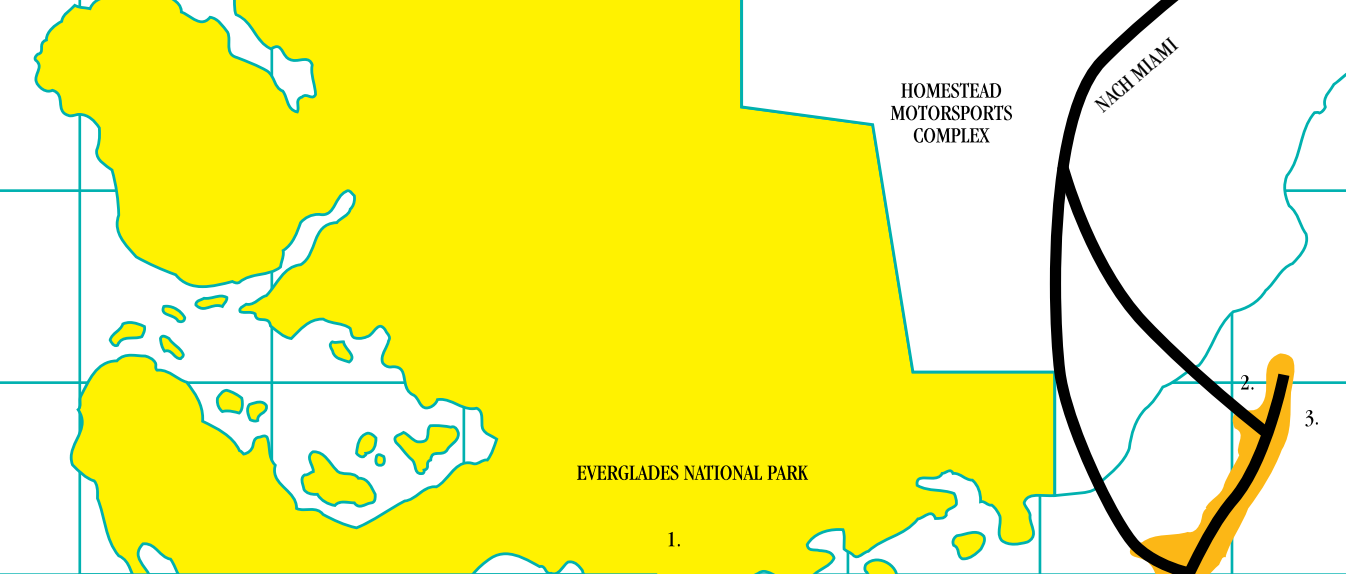 NACH MIAMI
HOMESTEAD
MOTORSPORTS
COMPLEX
2.
3.
EVERGLADES NATIONAL PARK
1.